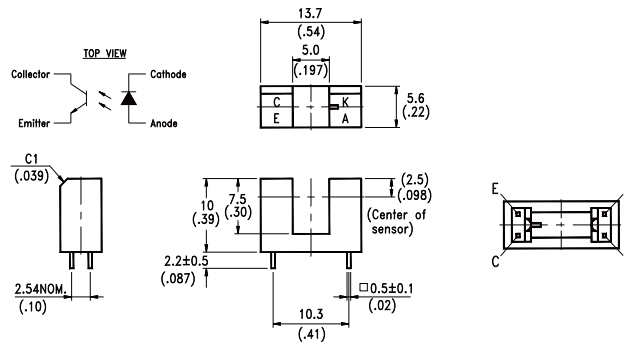 13.7
(.54)
TOP VIEW
5.0
(.197)
Collector
Cathode
C
K
E
A
5.6
(.22)
Emitter
Anode
C1
(.039)
10
(.39)
7.5
(.30)
(2.5)
(.098)
(Center of
sensor)
E
C
2.2±0.5
(.087)
2.54NOM.
(.10)
□0.5±0.1
(.02)
10.3
(.41)